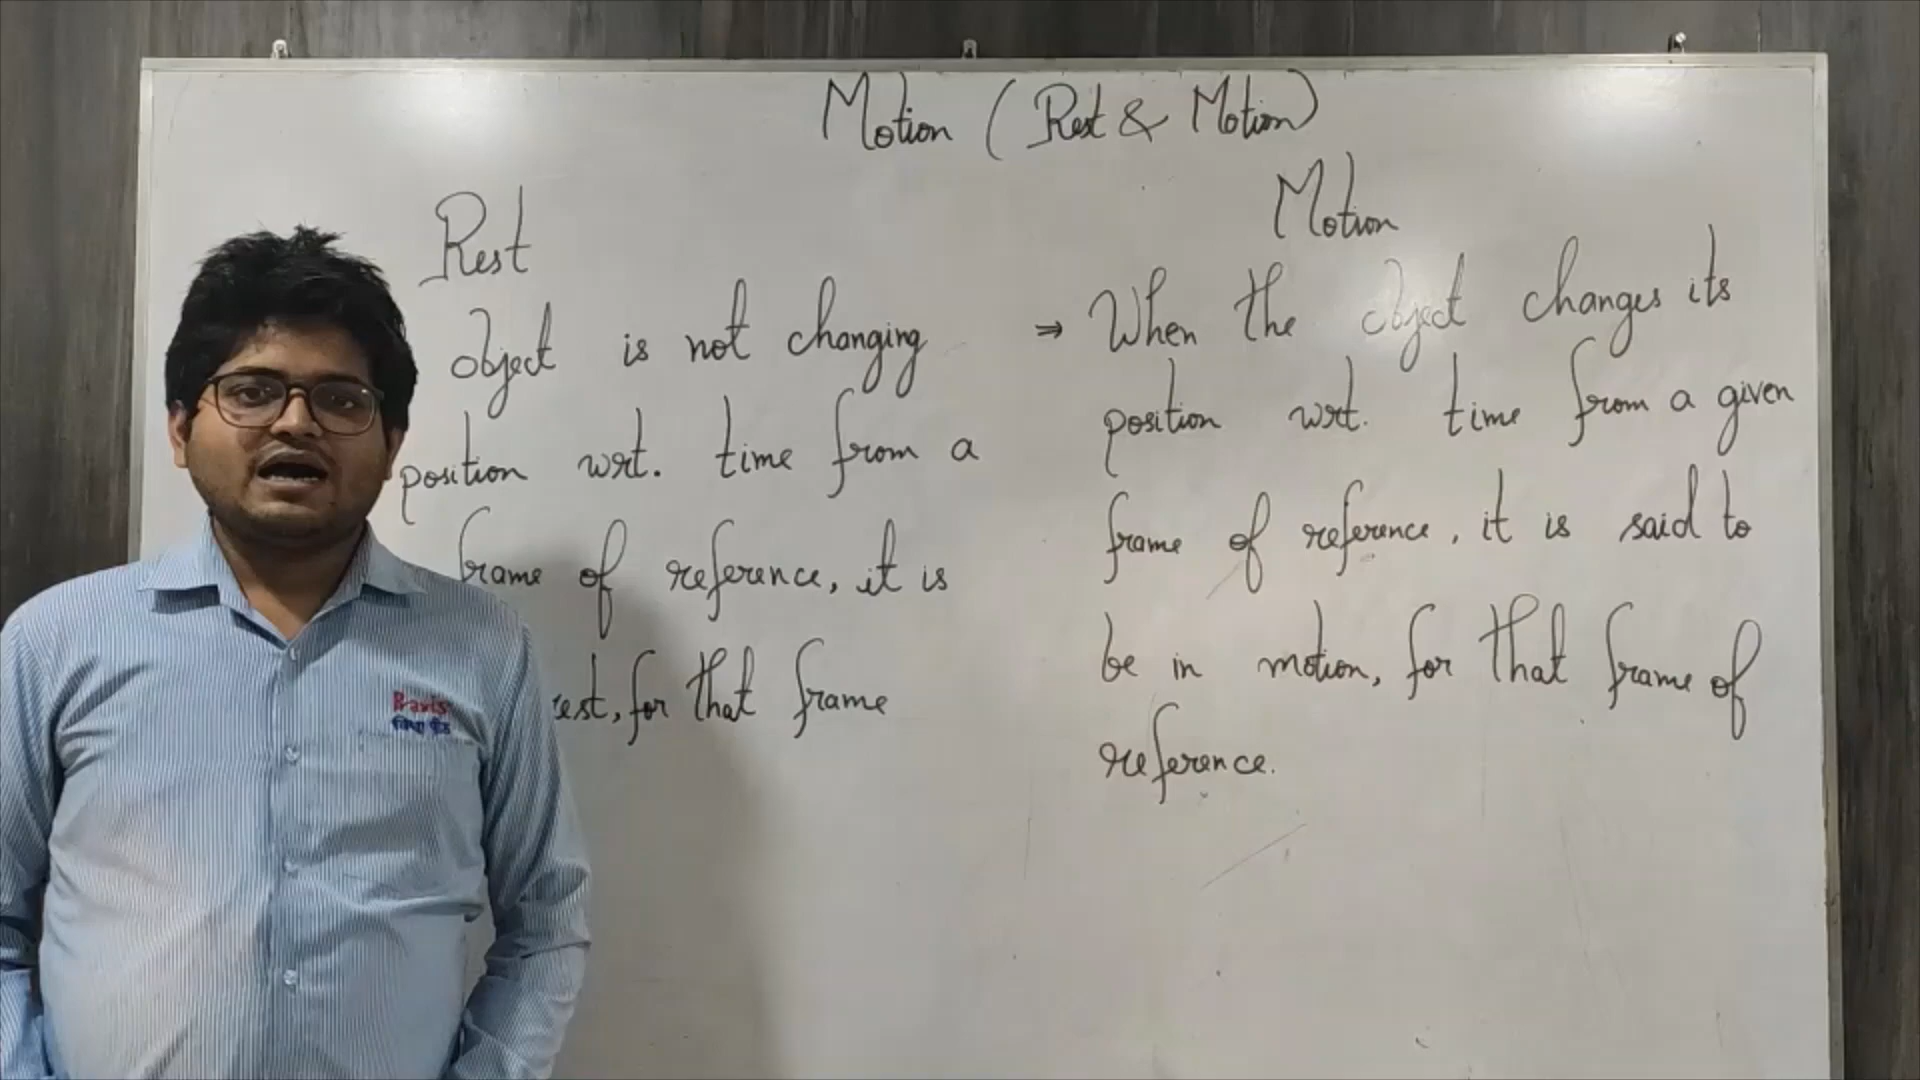 Motion (Rest & Motion)
Rest
object is not changing
position wrt. time from a
frame of reference, it is
rest, for that frame
Motion
⇒ When the object changes its
position wrt. time from a given
frame of reference, it is said to
be in motion, for that frame of
reference.
Praxis
विद्या पीठ